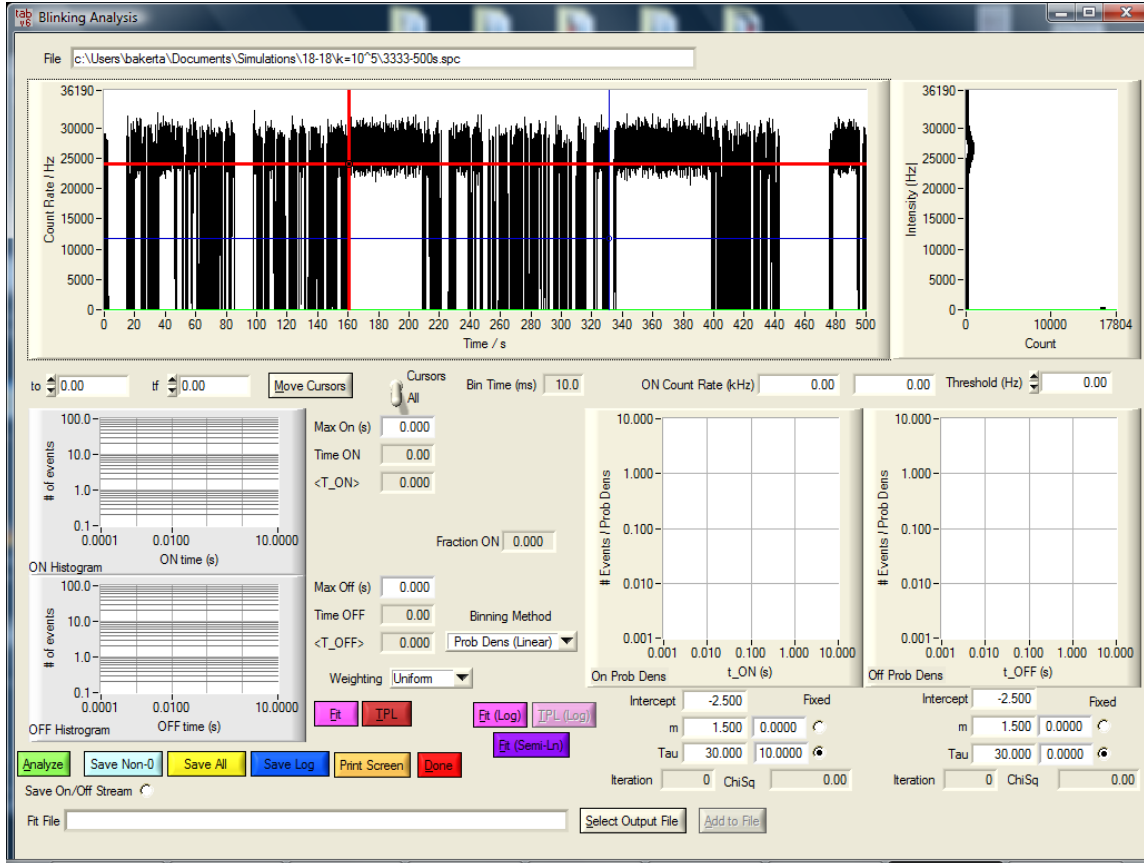 tab v6 Blinking Analysis
File c:\Users\bakerta\Documents\Simulations\18-18\k=10^5\3333-500s.spc
36190
30000
25000
20000
15000
10000
5000
0
Count Rate / Hz
0 20 40 60 80 100 120 140 160 180 200 220 240 260 280 300 320 340 360 380 400 420 440 460 480 500
Time / s
36190
30000
25000
20000
15000
10000
5000
0
Intensity (Hz)
0 10000 17804
Count
to 0.00 tf 0.00 Move Cursors Cursors All Bin Time (ms) 10.0 ON Count Rate (kHz) 0.00 0.00 Threshold (Hz) 0.00
100.0
10.0
1.0
0.1
# of events
0.0001 0.0100 10.0000
ON time (s)
ON Histogram
Max On (s) 0.000
Time ON 0.00
<T_ON> 0.000
Fraction ON 0.000
100.0
10.0
1.0
0.1
# of events
0.0001 0.0100 10.0000
OFF time (s)
OFF Histrogram
Max Off (s) 0.000
Time OFF 0.00 Binning Method
<T_OFF> 0.000 Prob Dens (Linear)
Weighting Uniform
Fit TPL Fit (Log) TPL (Log)
Fit (Semi-Ln)
10.000
1.000
0.100
0.010
0.001
# Events / Prob Dens
0.001 0.010 0.100 1.000 10.000
t_ON (s)
On Prob Dens
10.000
1.000
0.100
0.010
0.001
# Events / Prob Dens
0.001 0.010 0.100 1.000 10.000
t_OFF (s)
Off Prob Dens
Intercept -2.500 Fixed
m 1.500 0.0000
Tau 30.000 10.0000
Iteration 0 ChiSq 0.00
Intercept -2.500 Fixed
m 1.500 0.0000
Tau 30.000 0.0000
Iteration 0 ChiSq 0.00
Analyze Save Non-0 Save All Save Log Print Screen Done
Save On/Off Stream
Fit File Select Output File Add to File